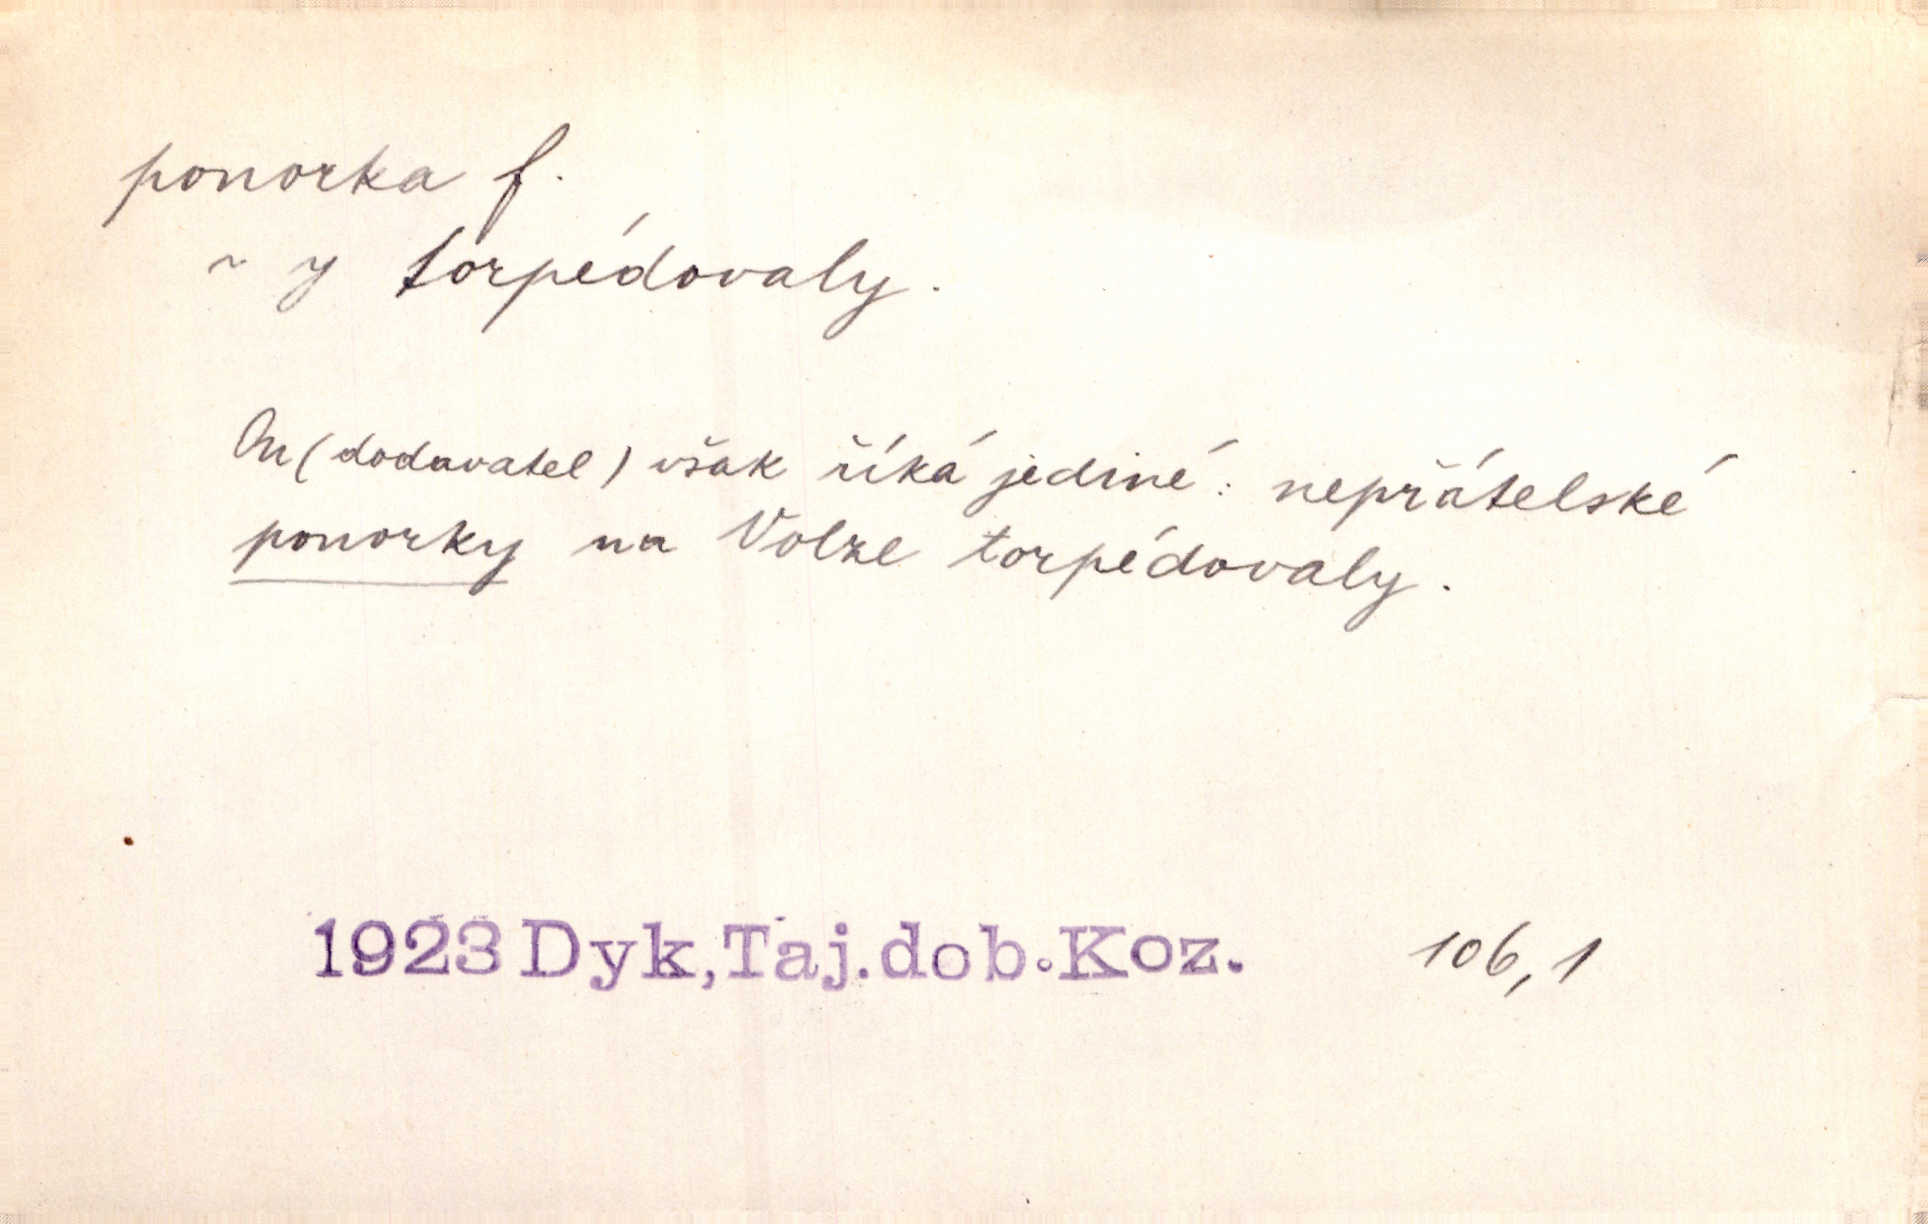 ponorka f.
~ y torpédovaly.
On (dodavatel) však říká jediné: nepřátelské
ponorky na Volze torpédovaly.
1923 Dyk, Taj. dob. Koz. 106,1